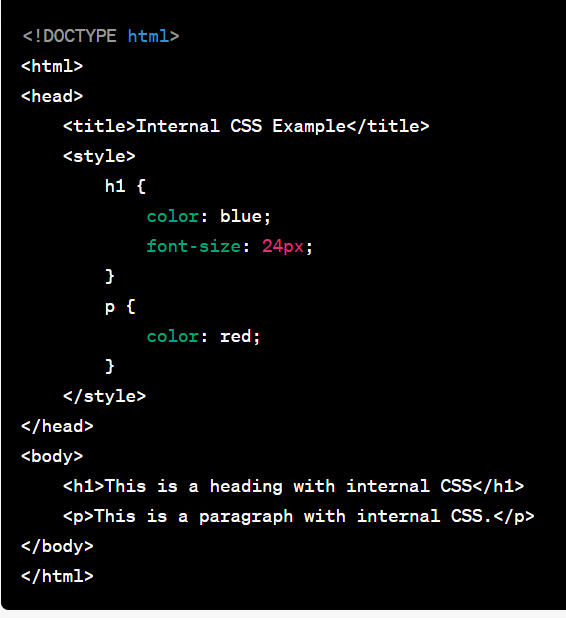 <!DOCTYPE html>
<html>
<head>
    <title>Internal CSS Example</title>
    <style>
        h1 {
            color: blue;
            font-size: 24px;
        }
        p {
            color: red;
        }
    </style>
</head>
<body>
    <h1>This is a heading with internal CSS</h1>
    <p>This is a paragraph with internal CSS.</p>
</body>
</html>